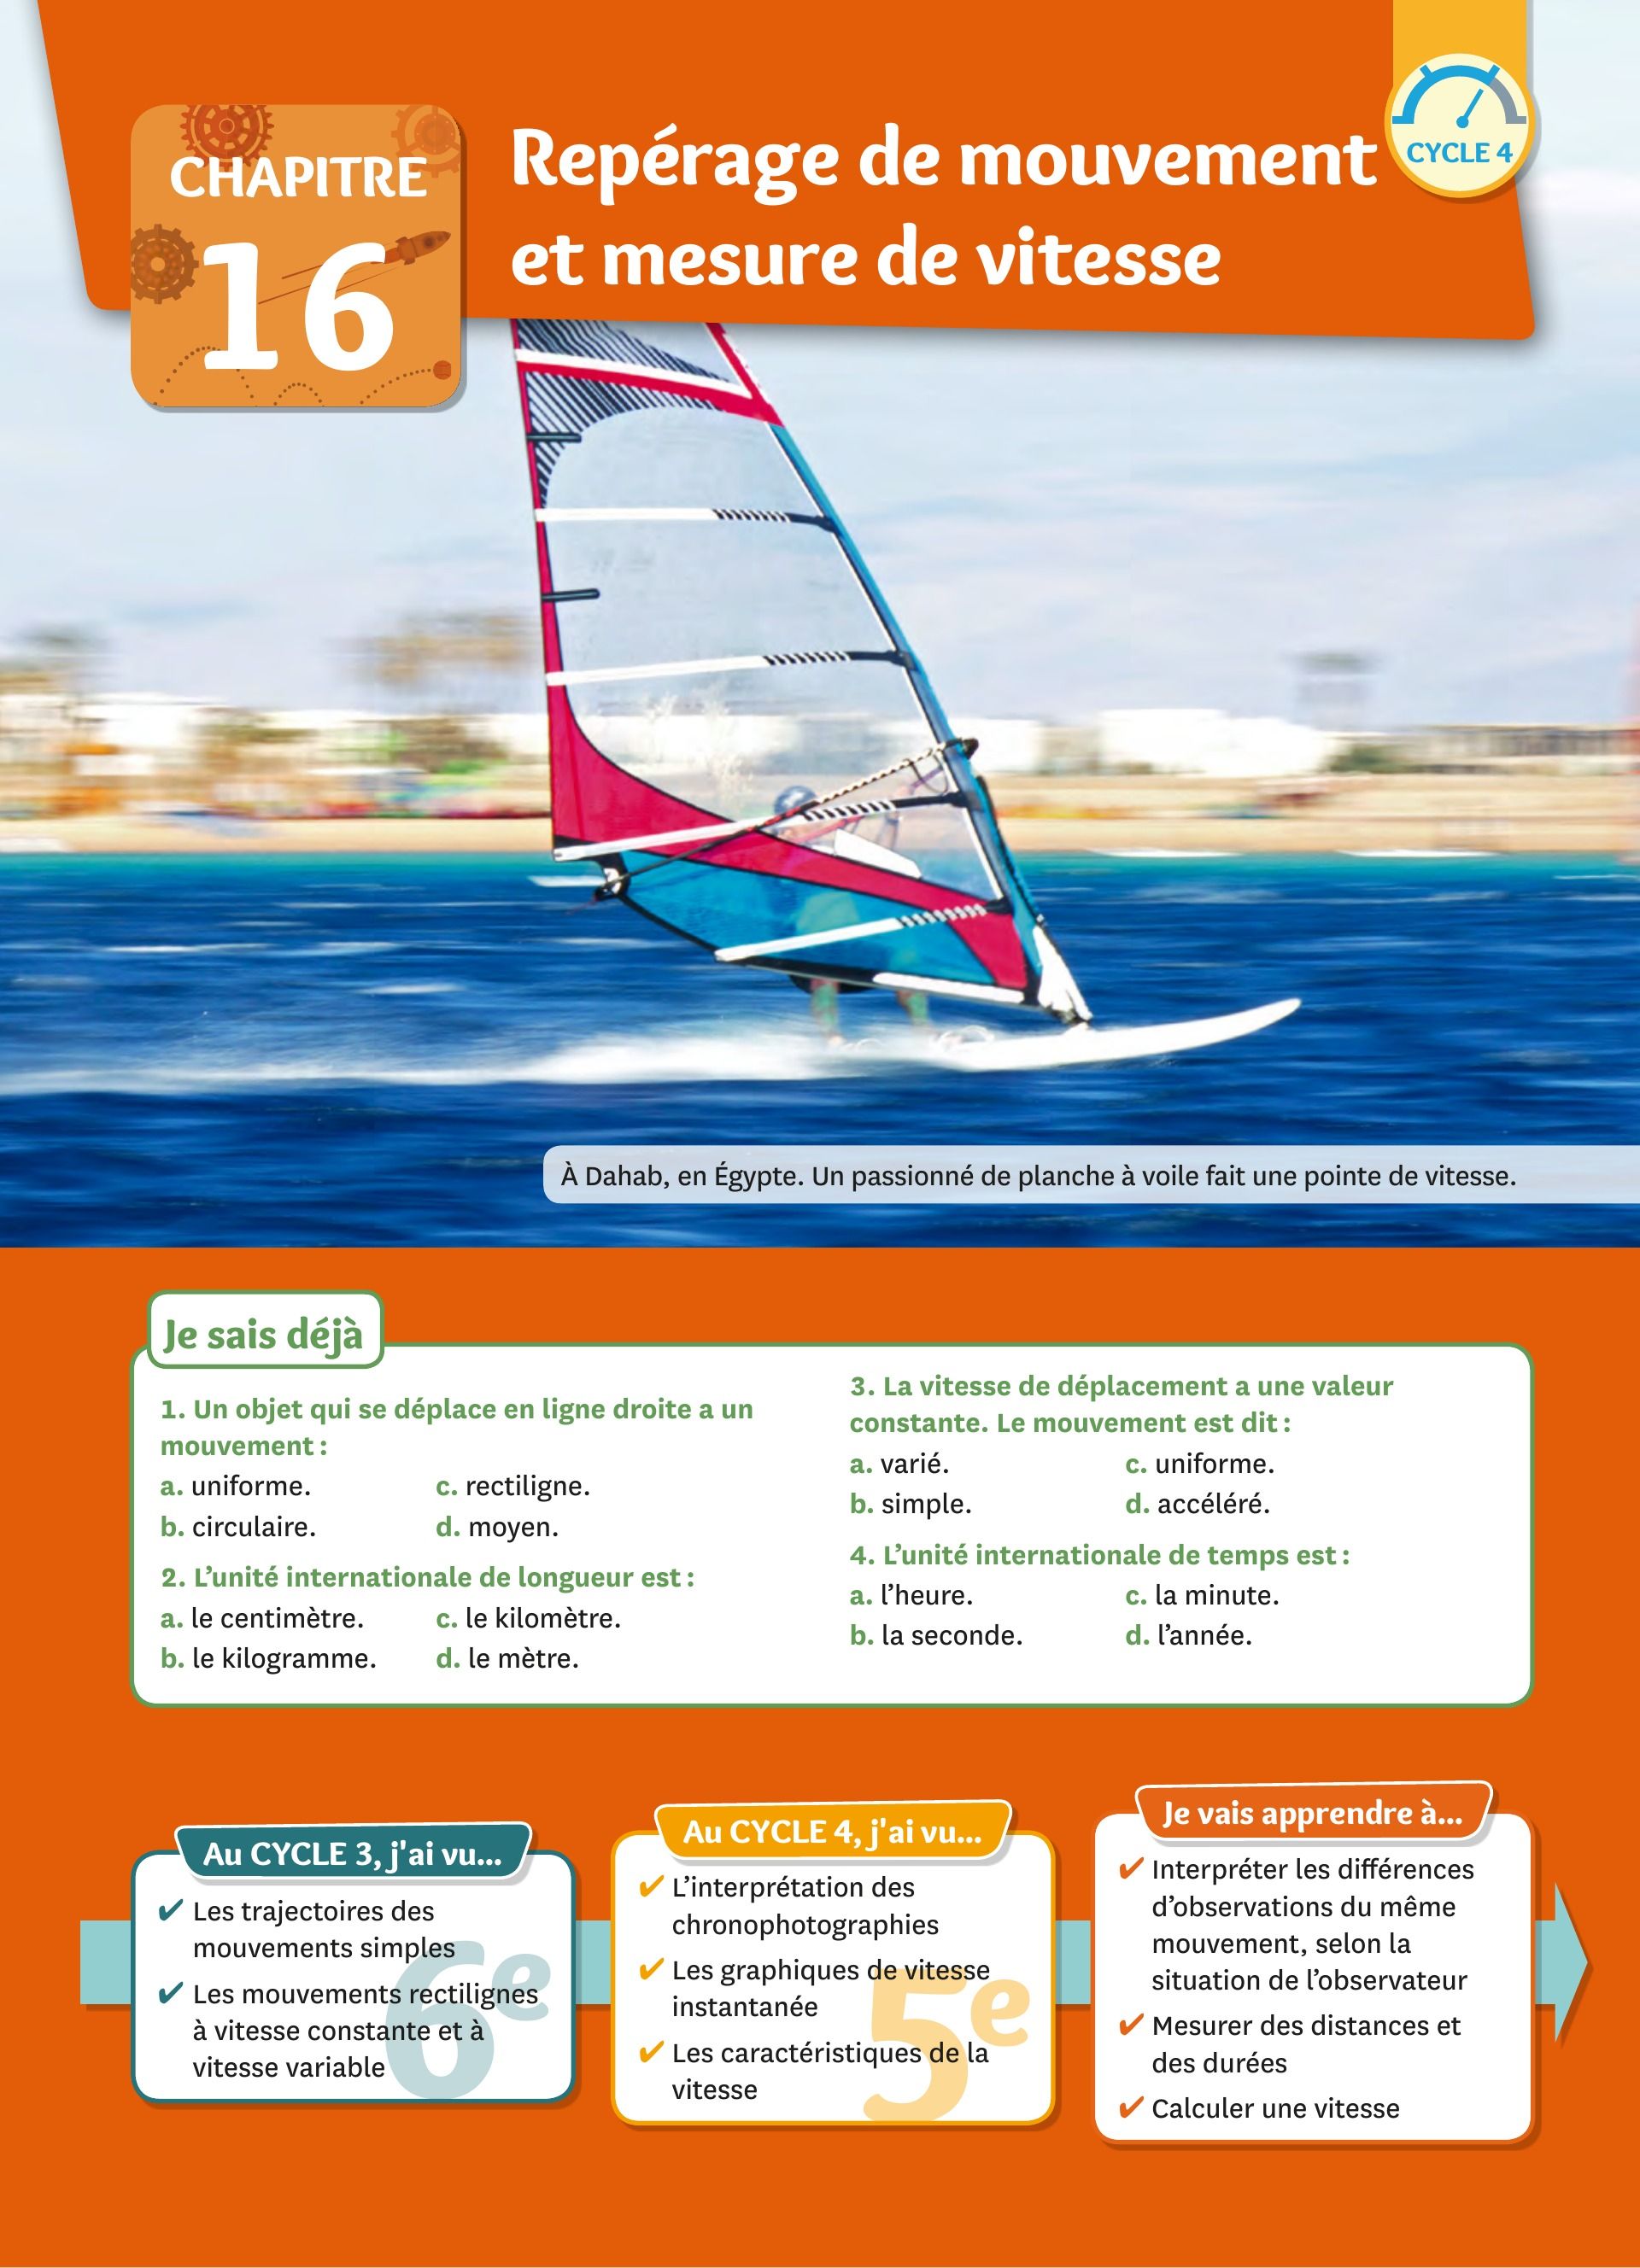 CHAPITRE
16
Repérage de mouvement
et mesure de vitesse
CYCLE 4
À Dahab, en Égypte. Un passionné de planche à voile fait une pointe de vitesse.
Je sais déjà
1. Un objet qui se déplace en ligne droite a un
mouvement :
a. uniforme.
c. rectiligne.
b. circulaire.
d. moyen.
2. L’unité internationale de longueur est :
a. le centimètre.
c. le kilomètre.
b. le kilogramme.
d. le mètre.
3. La vitesse de déplacement a une valeur
constante. Le mouvement est dit :
a. varié.
c. uniforme.
b. simple.
d. accéléré.
4. L’unité internationale de temps est :
a. l’heure.
c. la minute.
b. la seconde.
d. l’année.
Au CYCLE 3, j'ai vu...
✔ Les trajectoires des
mouvements simples
✔ Les mouvements rectilignes
à vitesse constante et à
vitesse variable
6e
Au CYCLE 4, j'ai vu...
✔ L’interprétation des
chronophotographies
✔ Les graphiques de vitesse
instantanée
✔ Les caractéristiques de la
vitesse
5e
Je vais apprendre à...
✔ Interpréter les différences
d’observations du même
mouvement, selon la
situation de l’observateur
✔ Mesurer des distances et
des durées
✔ Calculer une vitesse